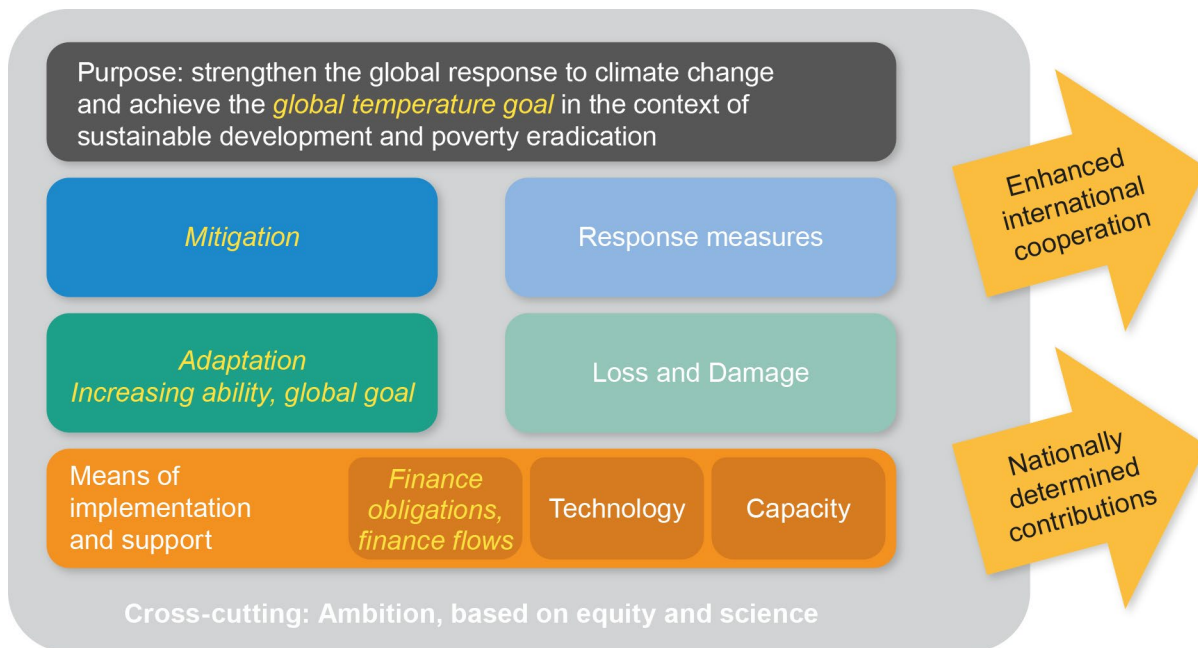 Purpose: strengthen the global response to climate change
and achieve the global temperature goal in the context of
sustainable development and poverty eradication
Mitigation
Response measures
Adaptation
Increasing ability, global goal
Loss and Damage
Means of
implementation
and support
Finance
obligations,
finance flows
Technology
Capacity
Cross-cutting: Ambition, based on equity and science
Enhanced
international
cooperation
Nationally
determined
contributions